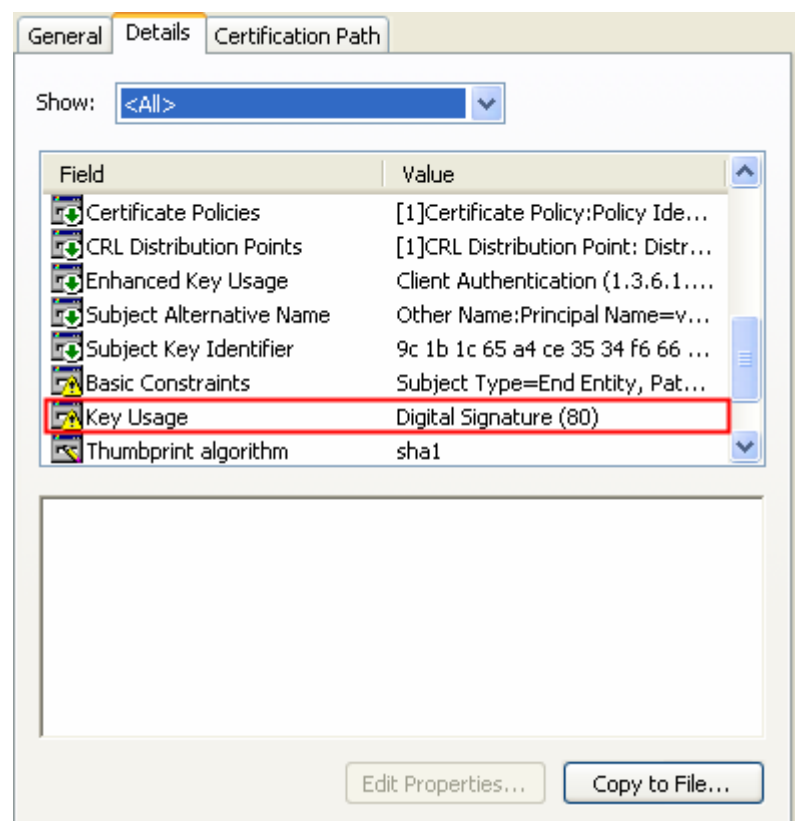 General Details Certification Path
Show: <All>
Field Value
Certificate Policies [1]Certificate Policy:Policy Ide...
CRL Distribution Points [1]CRL Distribution Point: Distr...
Enhanced Key Usage Client Authentication (1.3.6.1....
Subject Alternative Name Other Name:Principal Name=v...
Subject Key Identifier 9c 1b 1c 65 a4 ce 35 34 f6 66 ...
Basic Constraints Subject Type=End Entity, Pat...
Key Usage Digital Signature (80)
Thumbprint algorithm sha1
Edit Properties... Copy to File...